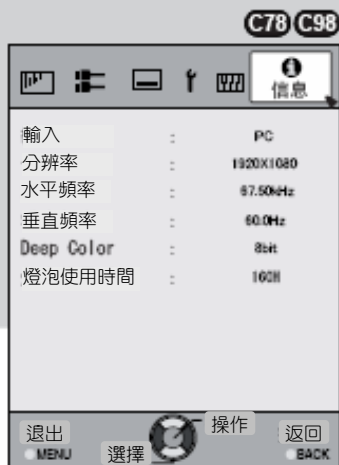 C78 C98
信息
輸入 : PC
分辨率 : 1920X1080
水平頻率 : 67.50kHz
垂直頻率 : 60.0Hz
Deep Color : 8bit
燈泡使用時間 : 160H
操作
退出 返回
MENU 選擇 BACK